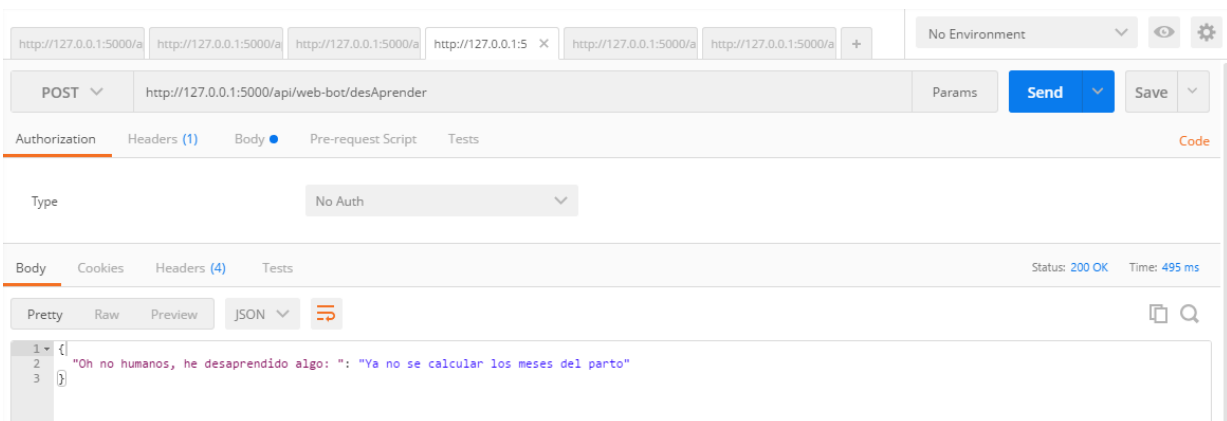 http://127.0.0.1:5000/a http://127.0.0.1:5000/a http://127.0.0.1:5000/a http://127.0.0.1:5 × http://127.0.0.1:5000/a http://127.0.0.1:5000/a + No Environment
POST http://127.0.0.1:5000/api/web-bot/desAprender Params Send Save
Authorization Headers (1) Body Pre-request Script Tests Code
Type No Auth
Body Cookies Headers (4) Tests Status: 200 OK Time: 495 ms
Pretty Raw Preview JSON
1 {
2 "Oh no humanos, he desaprendido algo: ": "Ya no se calcular los meses del parto"
3 }